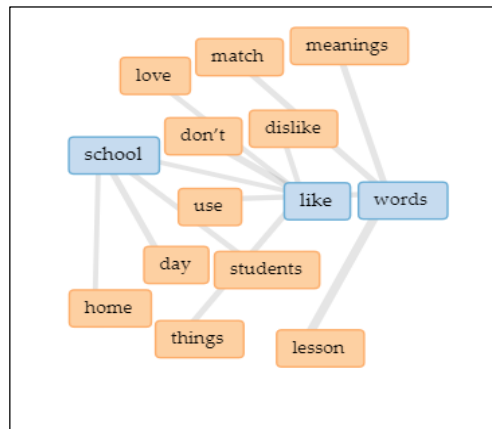 meanings
match
love
don't
dislike
school
use
like
words
day
students
home
things
lesson